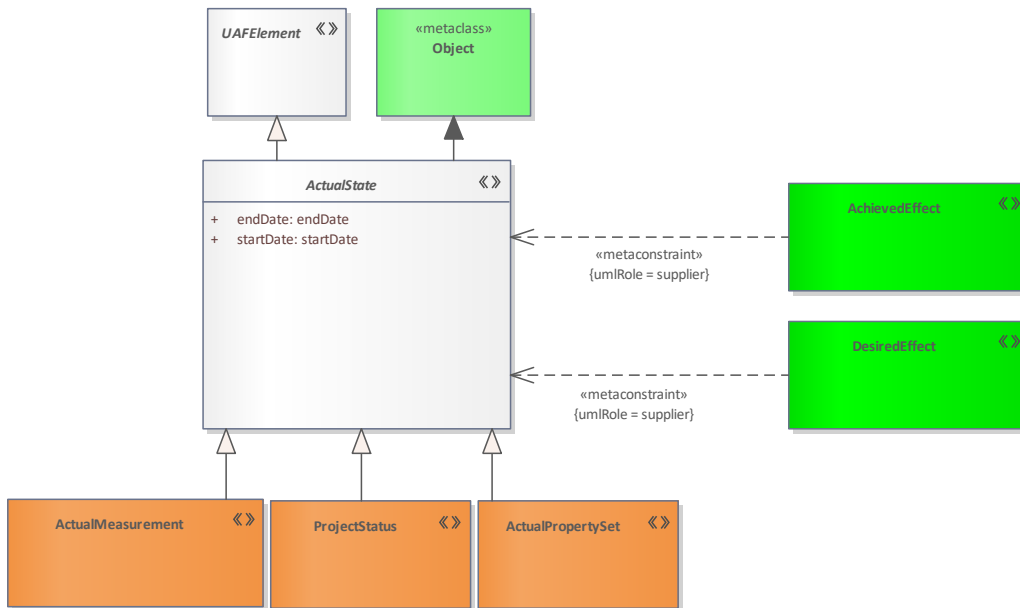 UAFElement «»
«metaclass»
Object
ActualState «»
+ endDate: endDate
+ startDate: startDate
AchievedEffect «»
«metaconstraint»
{umlRole = supplier}
DesiredEffect «»
«metaconstraint»
{umlRole = supplier}
ActualMeasurement «»
ProjectStatus «»
ActualPropertySet «»